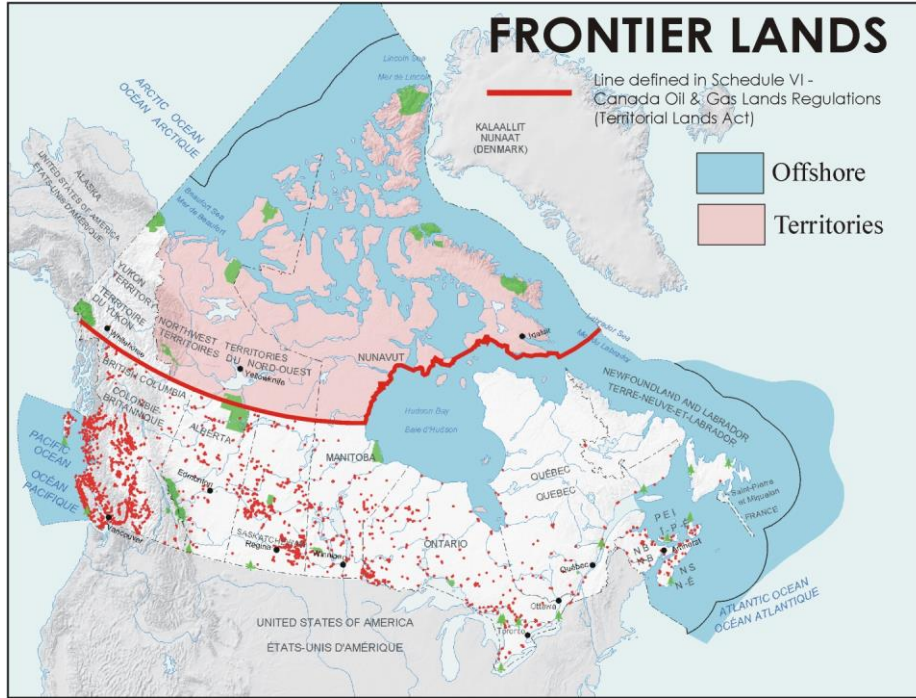 FRONTIER LANDS
Line defined in Schedule VI -
Canada Oil & Gas Lands Regulations
(Territorial Lands Act)
Offshore
Territories
Lincoln Sea
Mer de Lincoln
ARCTIC OCEAN
OCÉAN ARCTIQUE
KALAALLIT
NUNAAT
(DENMARK)
ALASKA
UNITED STATES OF AMERICA
ÉTATS-UNIS D'AMÉRIQUE
Beaufort Sea
Mer de Beaufort
YUKON
TERRITORY
TERRITOIRE
DU YUKON
Whitehorse
NORTHWEST TERRITORIES
TERRITOIRES
DU NORD-OUEST
Yellowknife
NUNAVUT
Iqaluit
Labrador Sea
Mer du Labrador
BRITISH COLUMBIA
COLOMBIE-
BRITANNIQUE
ALBERTA
Edmonton
MANITOBA
Hudson Bay
Baie d'Hudson
NEWFOUNDLAND AND LABRADOR
TERRE-NEUVE-ET-LABRADOR
PACIFIC
OCEAN
OCÉAN
PACIFIQUE
Vancouver
SASKATCHEWAN
Regina
Winnipeg
ONTARIO
QUÉBEC
QUEBEC
Saint-Pierre
et Miquelon
FRANCE
PEI
I-P-É
NB
N-B
NS
N-É
Québec
Ottawa
Toronto
ATLANTIC OCEAN
OCÉAN ATLANTIQUE
UNITED STATES OF AMERICA
ÉTATS-UNIS D'AMÉRIQUE